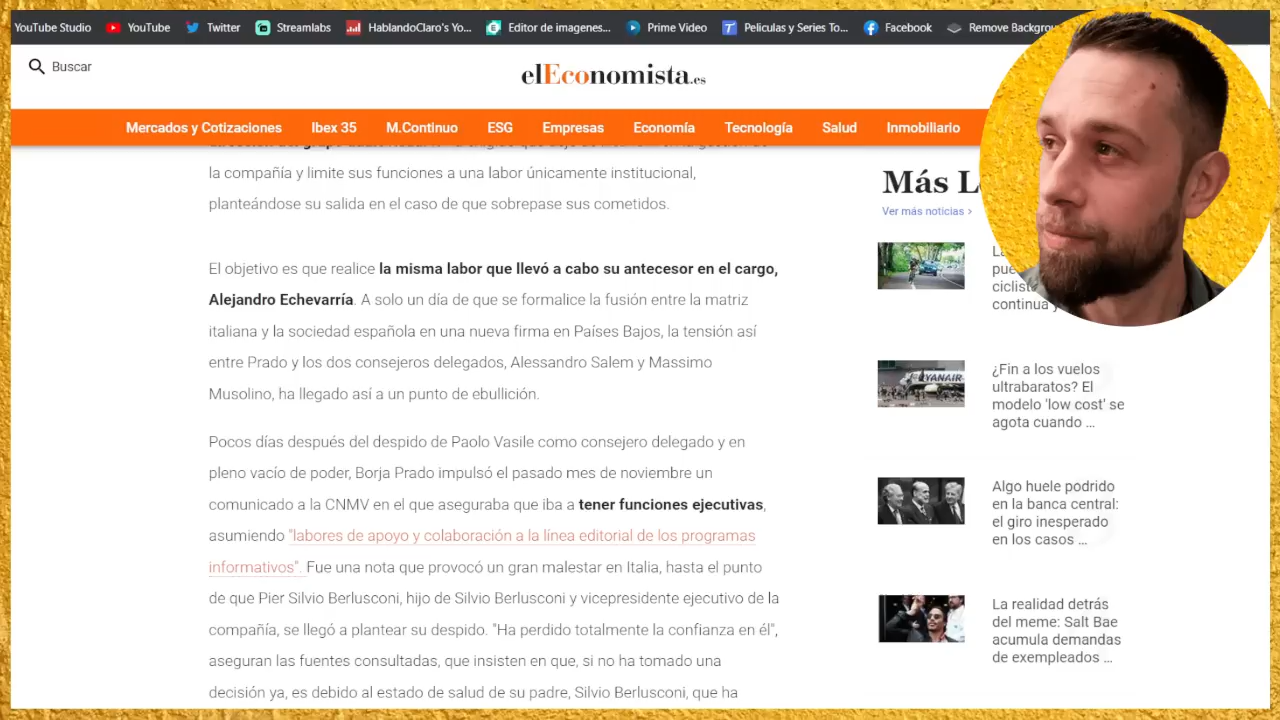 YouTube Studio YouTube Twitter Streamlabs HablandoClaro's Yo... Editor de imagenes... Prime Video Peliculas y Series To... Facebook Remove
Buscar
elEconomista.es
Mercados y Cotizaciones Ibex 35 M.Continuo ESG Empresas Economía Tecnología Salud Inmobiliario
la compañía y limite sus funciones a una labor únicamente institucional,
planteándose su salida en el caso de que sobrepase sus cometidos.
El objetivo es que realice la misma labor que llevó a cabo su antecesor en el cargo,
Alejandro Echevarría. A solo un día de que se formalice la fusión entre la matriz
italiana y la sociedad española en una nueva firma en Países Bajos, la tensión así
entre Prado y los dos consejeros delegados, Alessandro Salem y Massimo
Musolino, ha llegado así a un punto de ebullición.
Pocos días después del despido de Paolo Vasile como consejero delegado y en
pleno vacío de poder, Borja Prado impulsó el pasado mes de noviembre un
comunicado a la CNMV en el que aseguraba que iba a tener funciones ejecutivas,
asumiendo "labores de apoyo y colaboración a la línea editorial de los programas
informativos". Fue una nota que provocó un gran malestar en Italia, hasta el punto
de que Pier Silvio Berlusconi, hijo de Silvio Berlusconi y vicepresidente ejecutivo de la
compañía, se llegó a plantear su despido. "Ha perdido totalmente la confianza en él",
aseguran las fuentes consultadas, que insisten en que, si no ha tomado una
decisión ya, es debido al estado de salud de su padre, Silvio Berlusconi, que ha
Más L
Ver más noticias >
continua y
RYANAIR
¿Fin a los vuelos
ultrabaratos? El
modelo 'low cost' se
agota cuando ...
Algo huele podrido
en la banca central:
el giro inesperado
en los casos ...
La realidad detrás
del meme: Salt Bae
acumula demandas
de exempleados ...